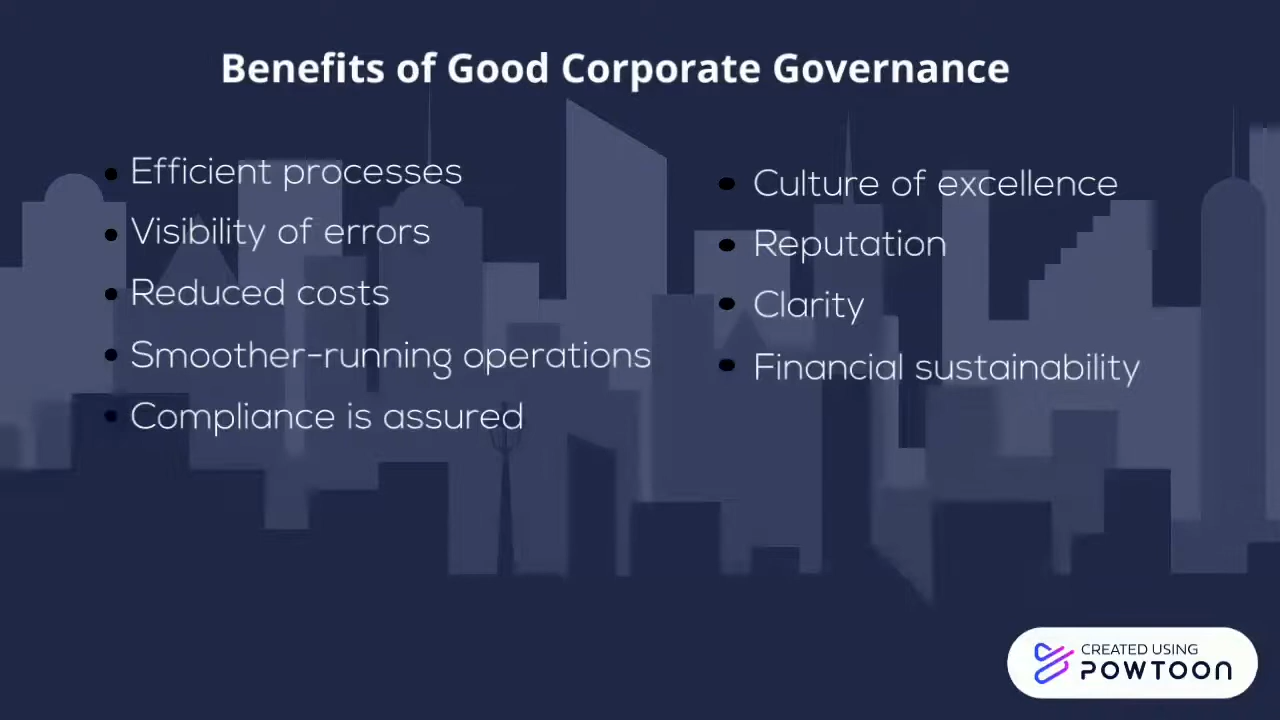 Benefits of Good Corporate Governance
Efficient processes
Visibility of errors
Reduced costs
Smoother-running operations
Compliance is assured
Culture of excellence
Reputation
Clarity
Financial sustainability
CREATED USING
POWTOON